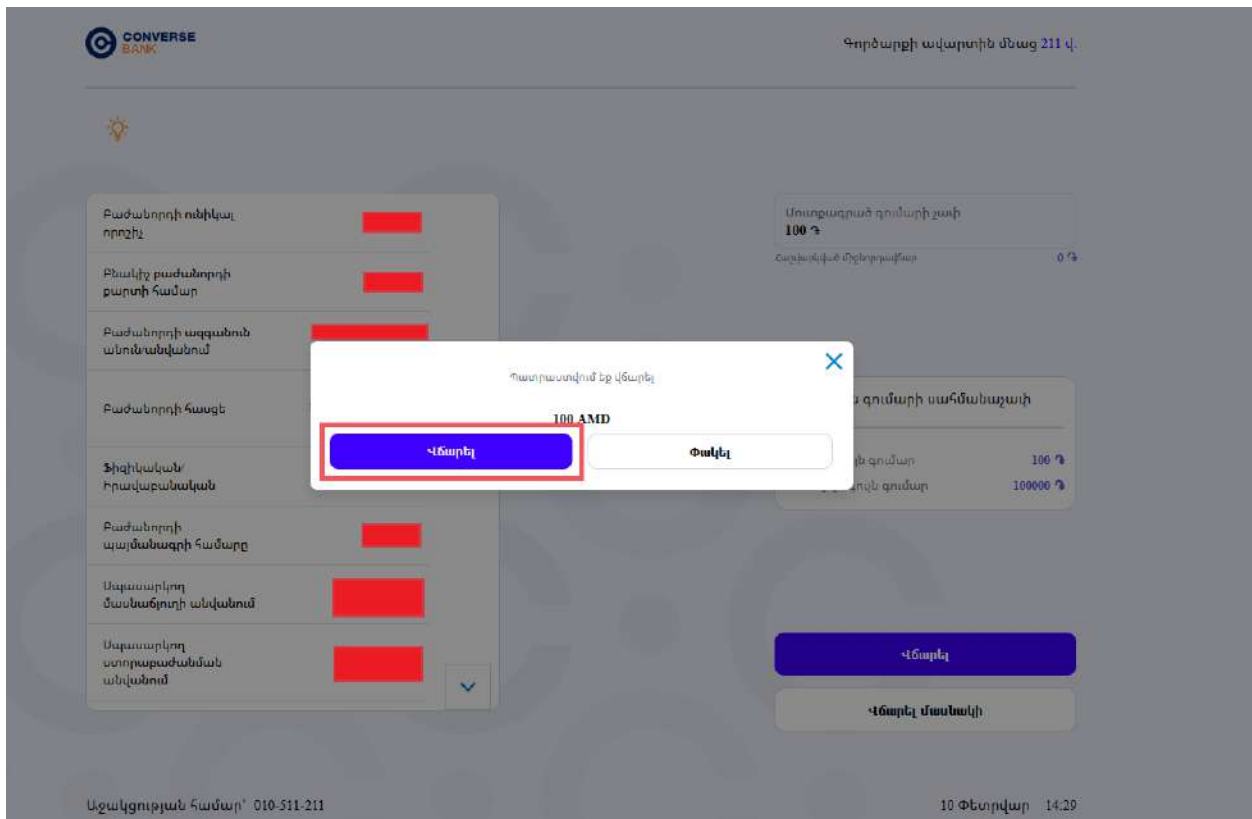 CONVERSE
BANK
Գործարքի ավարտին մնաց 211 վ.
Բաժանորդի ունիկալ
որոշիչ
Մուտքագրած գումարի չափ
100 ֏
Հաշվարկված միջնորդավճար 0 ֏
Բնակիչ բաժանորդի
քարտի համար
Բաժանորդի ազգանուն
անուն/անվանում
Պատրաստվում եք վճարել
100 AMD
Վճարել Փակել
Բաժանորդի հասցե
գումարի սահմանաչափ
Ֆիզիկական/
Իրավաբանական
գումար 100 ֏
գումար 100000 ֏
Բաժանորդի
պայմանագրի համարը
Սպասարկող
մասնաճյուղի անվանում
Սպասարկող
ստորաբաժանման
անվանում
Վճարել
Վճարել մասնակի
Աջակցության համար՝ 010-511-211
10 Փետրվար 14:29